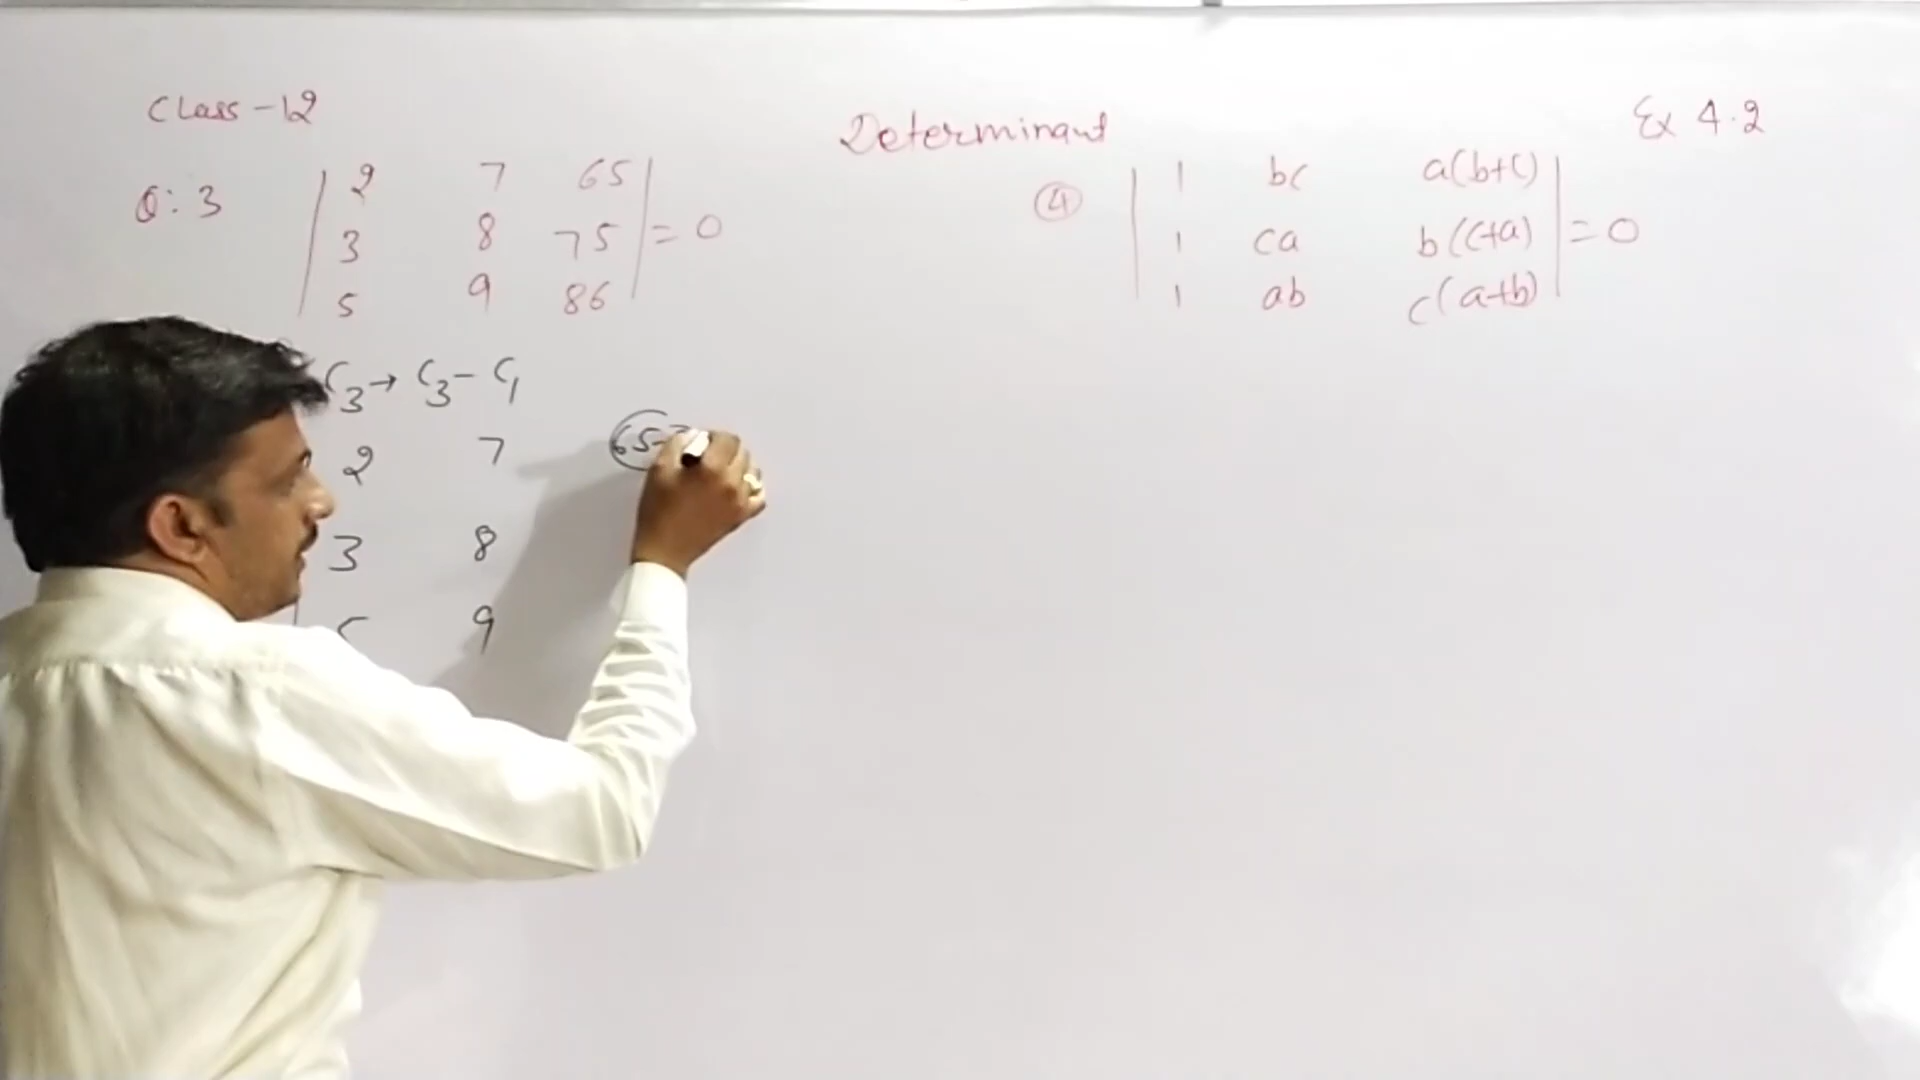 Class-12
Determinant
Ex 4.2
Q:3 | 2 7 65 | = 0
3 8 75
5 9 86
④ | 1 bc a(b+c) | = 0
1 ca b(c+a)
1 ab c(a+b)
C3 → C3 - C1
2 7 65-
3 8
5 9